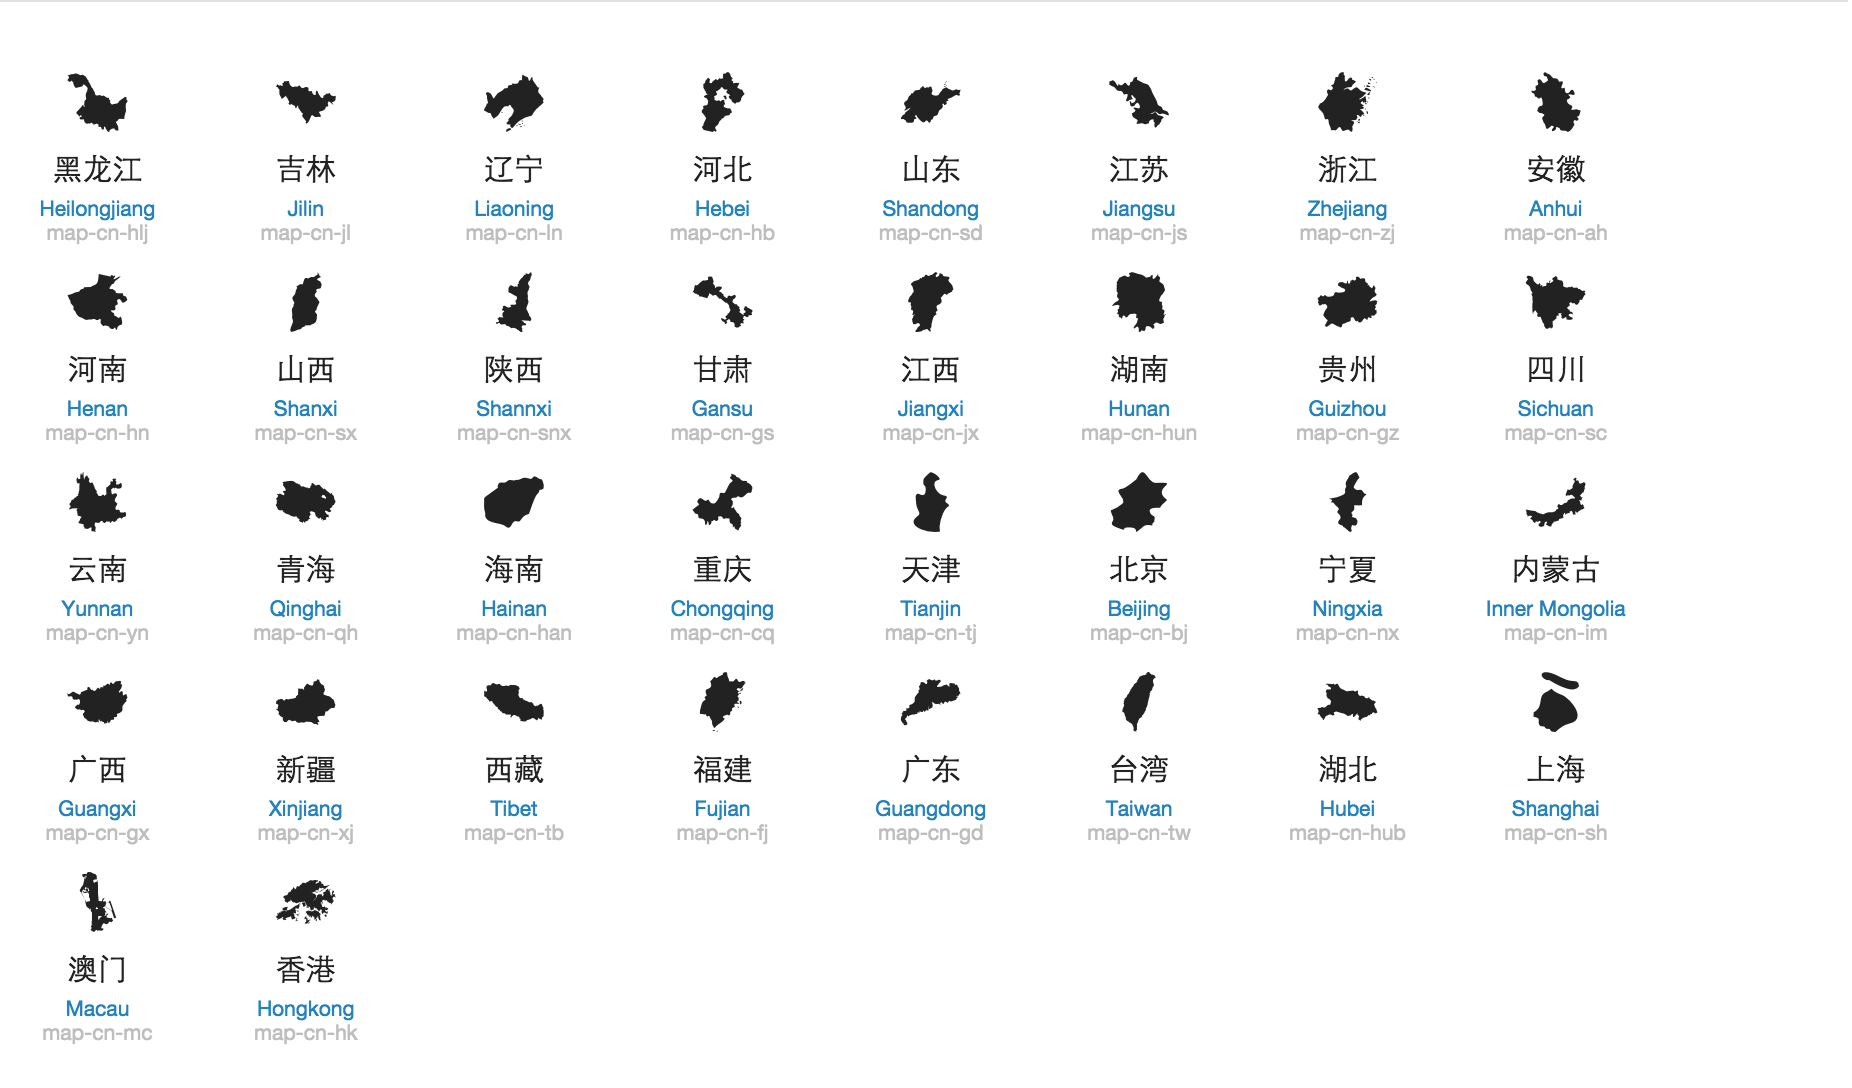 黑龙江
Heilongjiang
map-cn-hlj
吉林
Jilin
map-cn-jl
辽宁
Liaoning
map-cn-ln
河北
Hebei
map-cn-hb
山东
Shandong
map-cn-sd
江苏
Jiangsu
map-cn-js
浙江
Zhejiang
map-cn-zj
安徽
Anhui
map-cn-ah
河南
Henan
map-cn-hn
山西
Shanxi
map-cn-sx
陕西
Shannxi
map-cn-snx
甘肃
Gansu
map-cn-gs
江西
Jiangxi
map-cn-jx
湖南
Hunan
map-cn-hun
贵州
Guizhou
map-cn-gz
四川
Sichuan
map-cn-sc
云南
Yunnan
map-cn-yn
青海
Qinghai
map-cn-qh
海南
Hainan
map-cn-han
重庆
Chongqing
map-cn-cq
天津
Tianjin
map-cn-tj
北京
Beijing
map-cn-bj
宁夏
Ningxia
map-cn-nx
内蒙古
Inner Mongolia
map-cn-im
广西
Guangxi
map-cn-gx
新疆
Xinjiang
map-cn-xj
西藏
Tibet
map-cn-tb
福建
Fujian
map-cn-fj
广东
Guangdong
map-cn-gd
台湾
Taiwan
map-cn-tw
湖北
Hubei
map-cn-hub
上海
Shanghai
map-cn-sh
澳门
Macau
map-cn-mc
香港
Hongkong
map-cn-hk